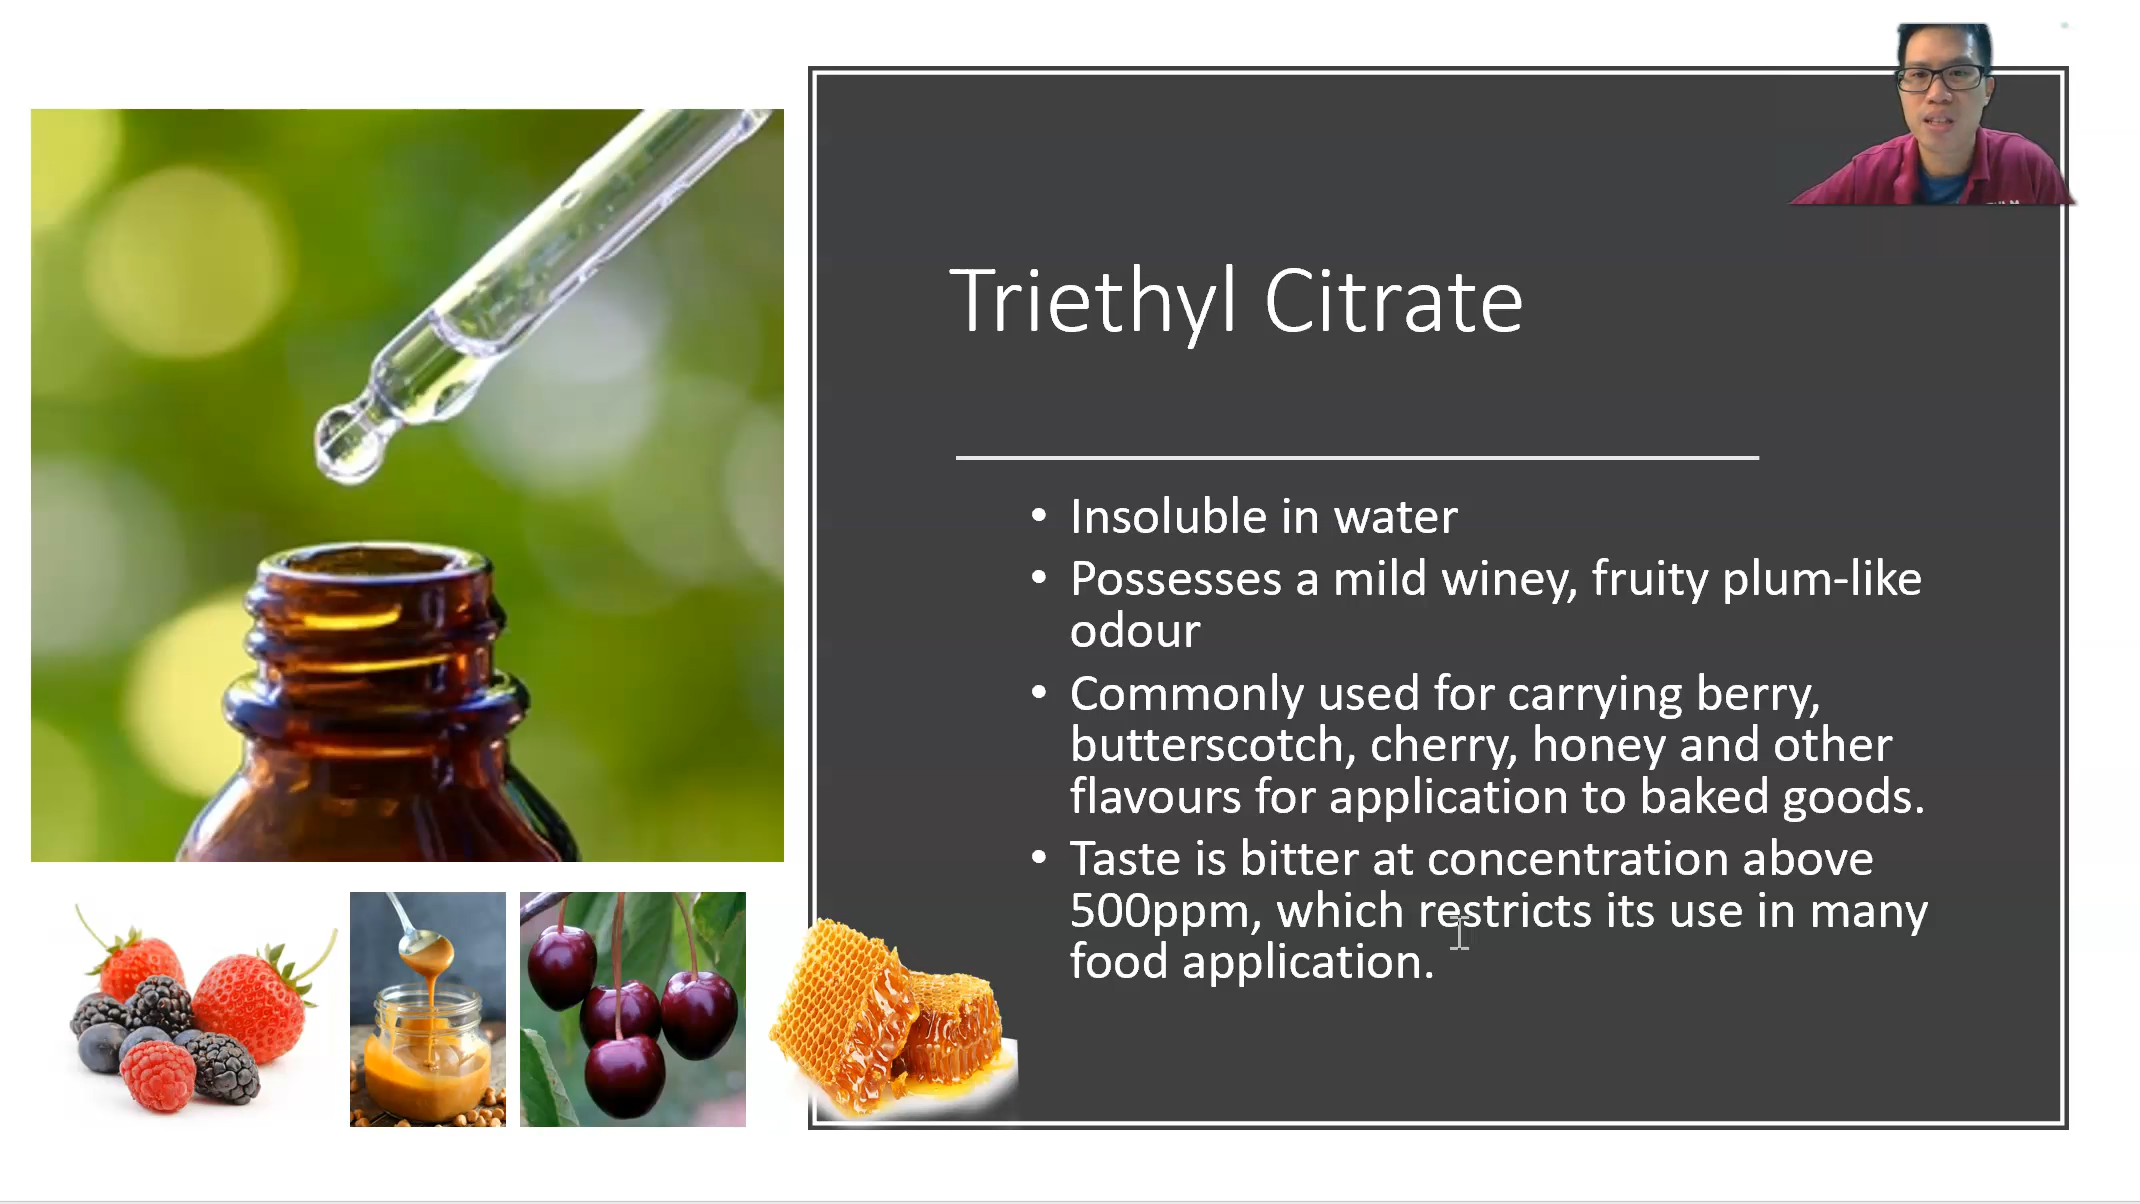 Triethyl Citrate
• Insoluble in water
• Possesses a mild winey, fruity plum-like
odour
• Commonly used for carrying berry,
butterscotch, cherry, honey and other
flavours for application to baked goods.
• Taste is bitter at concentration above
500ppm, which restricts its use in many
food application.